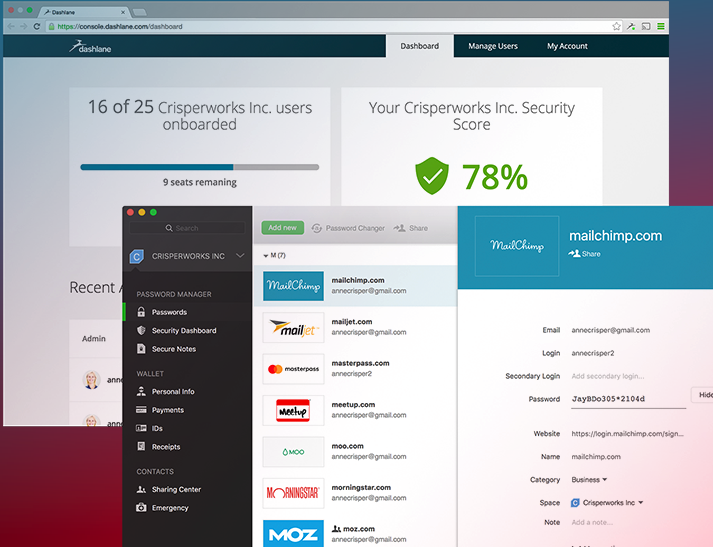 Dashlane
https://console.dashlane.com/dashboard
dashlane
Dashboard
Manage Users
My Account
16 of 25 Crisperworks Inc. users
onboarded
9 seats remaning
Your Crisperworks Inc. Security
Score
78%
Recent
Admin
Search
CRISPERWORKS INC
PASSWORD MANAGER
Passwords
Security Dashboard
Secure Notes
WALLET
Personal Info
Payments
IDs
Receipts
CONTACTS
Sharing Center
Emergency
Add new
Password Changer
Share
M (7)
MailChimp
mailchimp.com
annecrisper@gmail.com
mailjet
mailjet.com
annecrisper@gmail.com
masterpass
masterpass.com
annecrisper2
Meetup
meetup.com
annecrisper@gmail.com
MOO
moo.com
annecrisper@gmail.com
MORNINGSTAR
morningstar.com
annecrisper@gmail.com
MOZ
moz.com
annecrisper@gmail.com
MailChimp
mailchimp.com
Share
Email annecrisper@gmail.com
Login annecrisper2
Secondary Login Add secondary login...
Password JayBDo305*2104d
Hide
Website https://login.mailchimp.com/sign...
Name mailchimp.com
Category Business
Space Crisperworks Inc
Note Add a note...